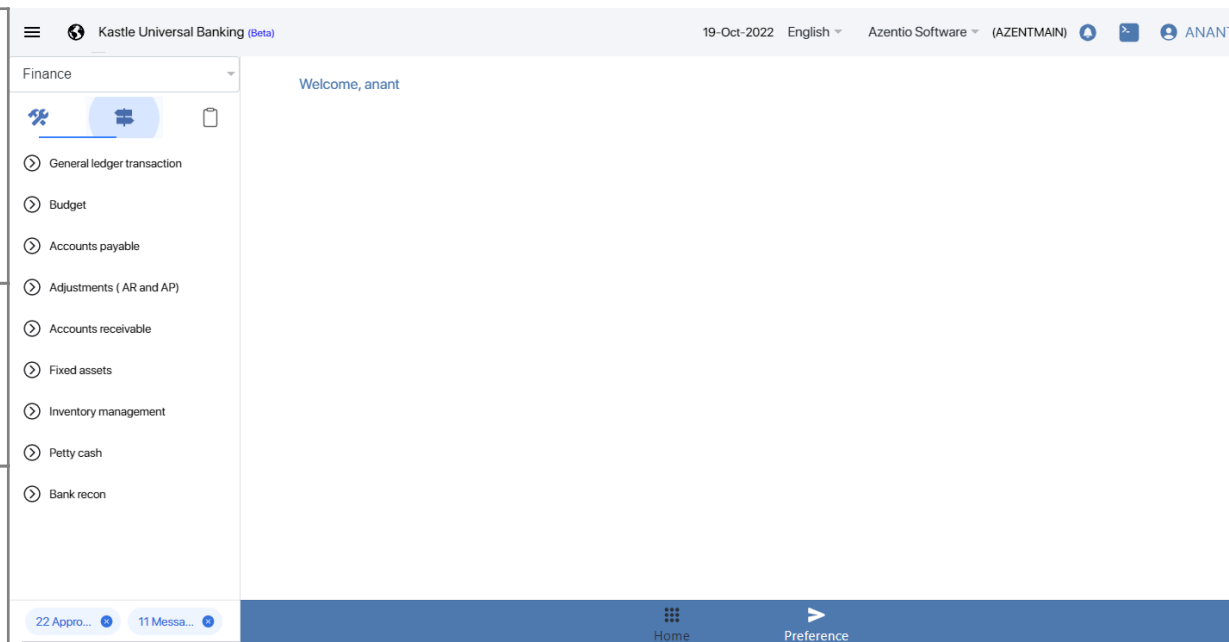 Kastle Universal Banking (Beta)
19-Oct-2022 English Azentio Software (AZENTMAIN) ANANT
Finance
Welcome, anant
General ledger transaction
Budget
Accounts payable
Adjustments ( AR and AP)
Accounts receivable
Fixed assets
Inventory management
Petty cash
Bank recon
22 Appro... 11 Messa...
Home Preference